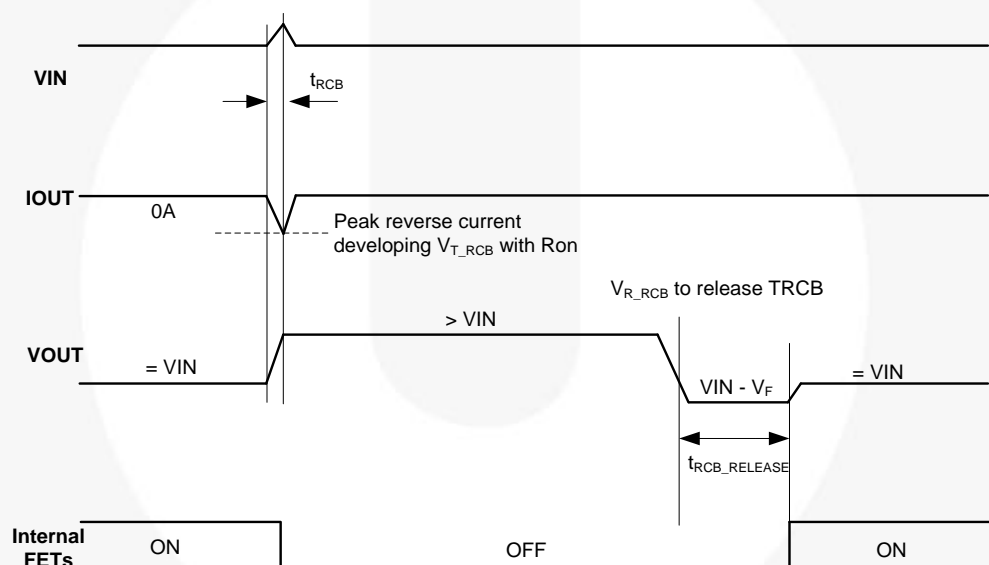 VIN
tRCB
IOUT
0A
Peak reverse current
developing VT_RCB with Ron
VR_RCB to release TRCB
> VIN
VOUT
= VIN
VIN - VF
= VIN
tRCB_RELEASE
Internal
FETs
ON
OFF
ON